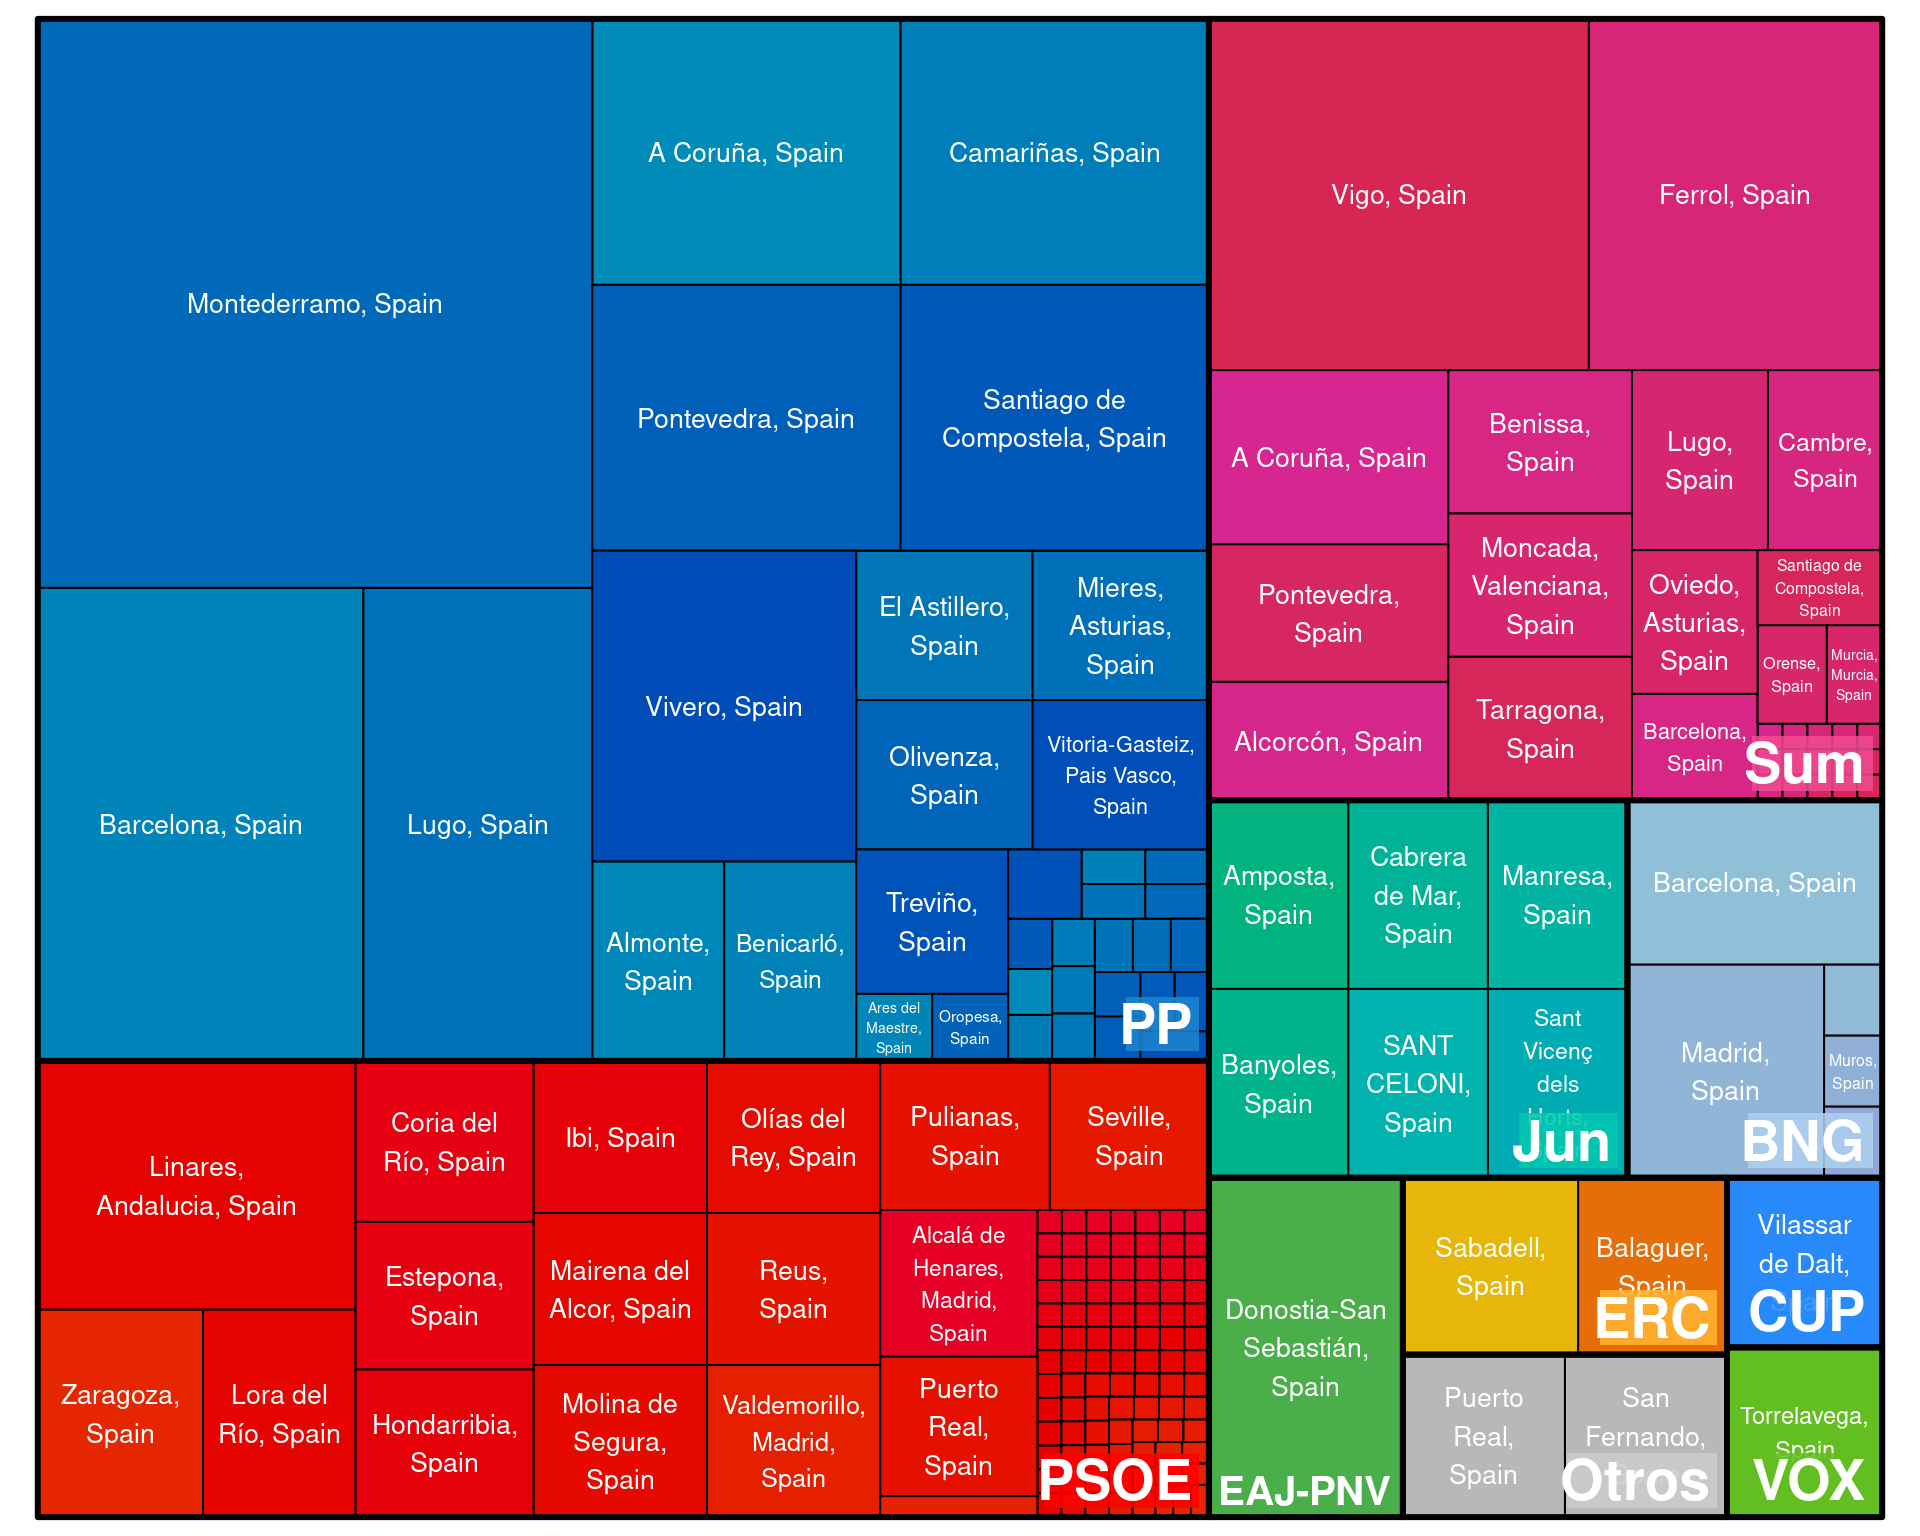 Montederramo, Spain
A Coruña, Spain
Camariñas, Spain
Pontevedra, Spain
Santiago de
Compostela, Spain
Barcelona, Spain
Lugo, Spain
Vivero, Spain
El Astillero,
Spain
Mieres,
Asturias,
Spain
Olivenza,
Spain
Vitoria-Gasteiz,
Pais Vasco,
Spain
Almonte,
Spain
Benicarló,
Spain
Treviño,
Spain
Ares del
Maestre,
Spain
Oropesa,
Spain
PP
Vigo, Spain
Ferrol, Spain
A Coruña, Spain
Benissa,
Spain
Lugo,
Spain
Cambre,
Spain
Pontevedra,
Spain
Moncada,
Valenciana,
Spain
Oviedo,
Asturias,
Spain
Santiago de
Compostela,
Spain
Orense,
Spain
Murcia,
Murcia,
Spain
Alcorcón, Spain
Tarragona,
Spain
Barcelona,
Spain
Sum
Amposta,
Spain
Cabrera
de Mar,
Spain
Manresa,
Spain
Banyoles,
Spain
SANT
CELONI,
Spain
Sant
Vicenç
dels
Horts,
Jun
Barcelona, Spain
Madrid,
Spain
Muros,
Spain
BNG
Linares,
Andalucia, Spain
Zaragoza,
Spain
Lora del
Río, Spain
Coria del
Río, Spain
Estepona,
Spain
Hondarribia,
Spain
Ibi, Spain
Mairena del
Alcor, Spain
Molina de
Segura,
Spain
Olías del
Rey, Spain
Reus,
Spain
Valdemorillo,
Madrid,
Spain
Pulianas,
Spain
Seville,
Spain
Alcalá de
Henares,
Madrid,
Spain
Puerto
Real,
Spain
PSOE
Donostia-San
Sebastián,
Spain
EAJ-PNV
Sabadell,
Spain
Balaguer,
Spain
ERC
Vilassar
de Dalt,
Spain
CUP
Puerto
Real,
Spain
San
Fernando,
Otros
Torrelavega,
Spain
VOX